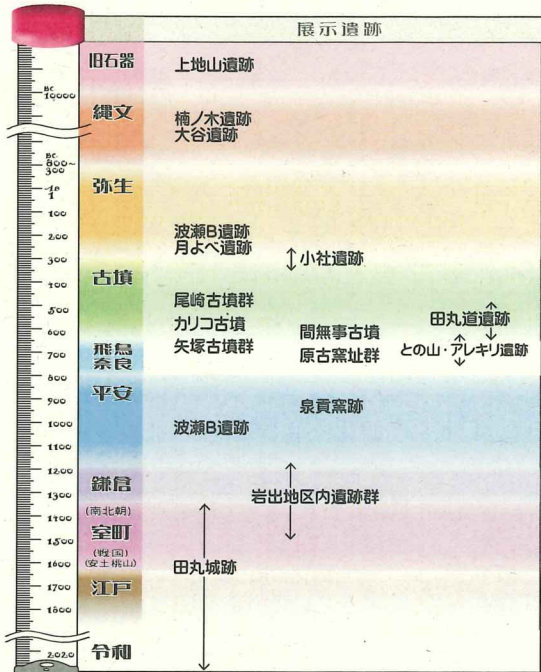 展示遺跡
旧石器
上地山遺跡
BC
10000
縄文
楠ノ木遺跡
大谷遺跡
BC
800~
300
弥生
1
100
200
波瀬B遺跡
月よべ遺跡
300
小社遺跡
古墳
400
尾崎古墳群
500
カリコ古墳
田丸道遺跡
600
間無事古墳
矢塚古墳群
原古窯址群
との山・アレキリ遺跡
飛鳥
奈良
700
800
平安
900
泉貢窯跡
1000
波瀬B遺跡
1100
1200
鎌倉
1300
岩出地区内遺跡群
(南北朝)
1400
室町
1500
(戦国)
(安土桃山)
1600
田丸城跡
江戸
1700
1800
2020
令和